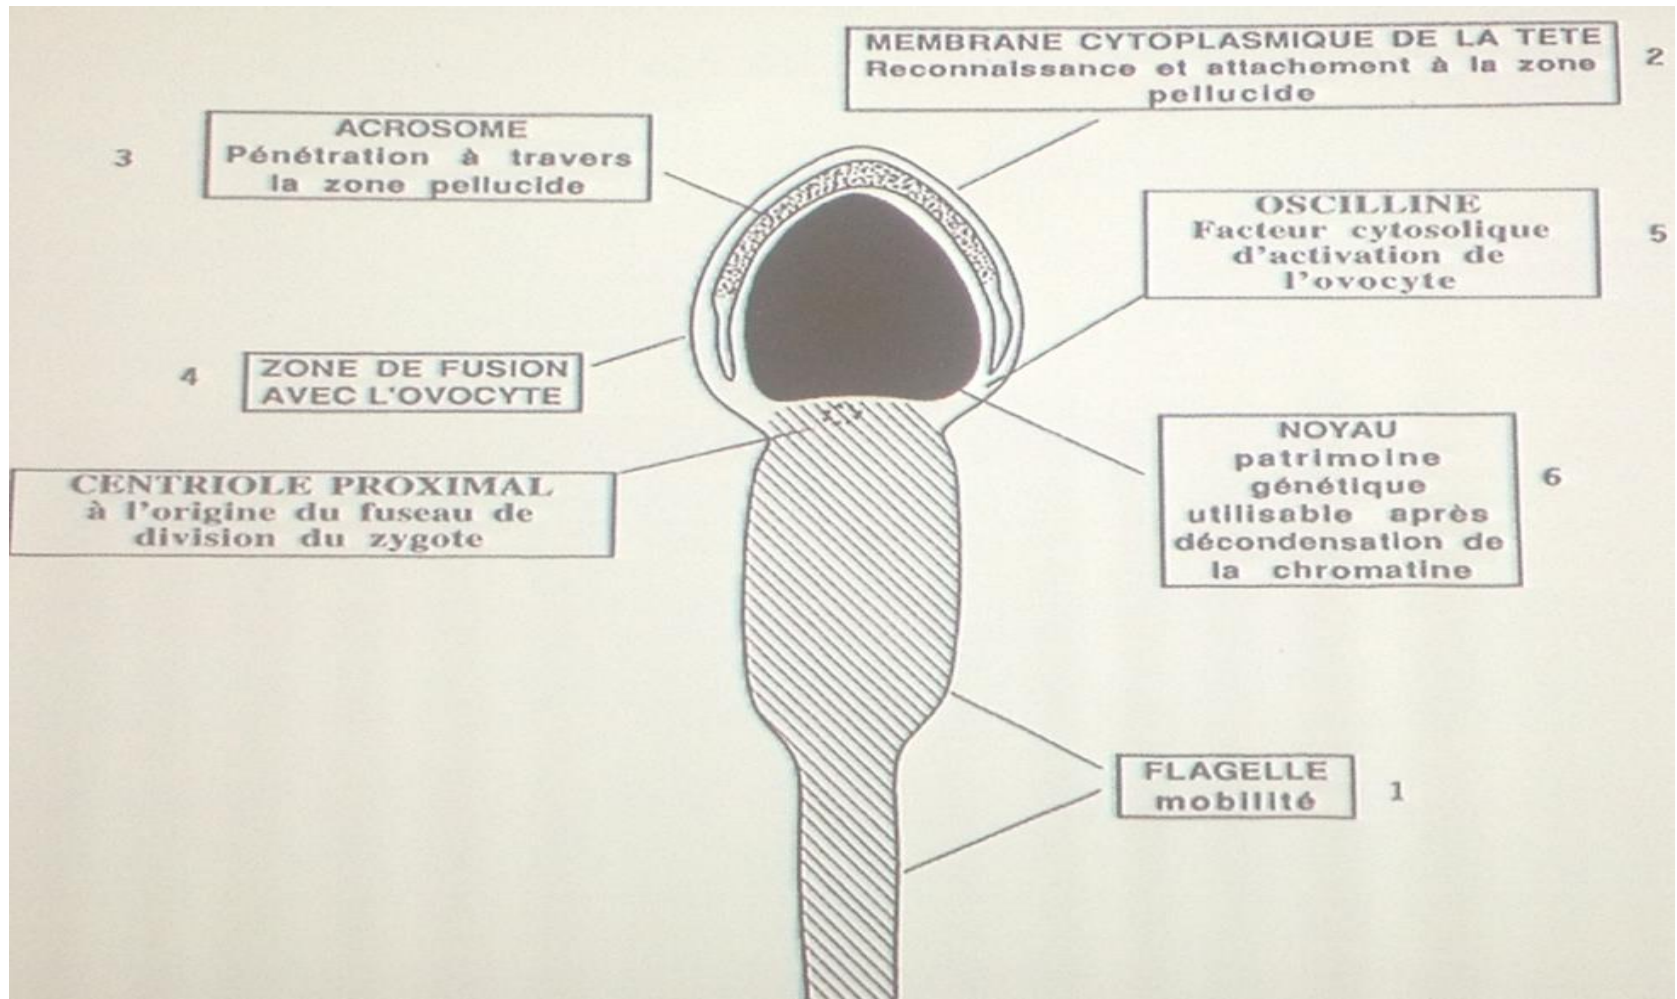 MEMBRANE CYTOPLASMIQUE DE LA TETE
Reconnaissance et attachement à la zone
pellucide
2
ACROSOME
Pénétration à travers
la zone pellucide
3
OSCILLINE
Facteur cytosolique
d'activation de
l'ovocyte
5
4
ZONE DE FUSION
AVEC L'OVOCYTE
NOYAU
patrimoine
génétique
utilisable après
décondensation de
la chromatine
6
CENTRIOLE PROXIMAL
à l'origine du fuseau de
division du zygote
FLAGELLE
mobilité
1